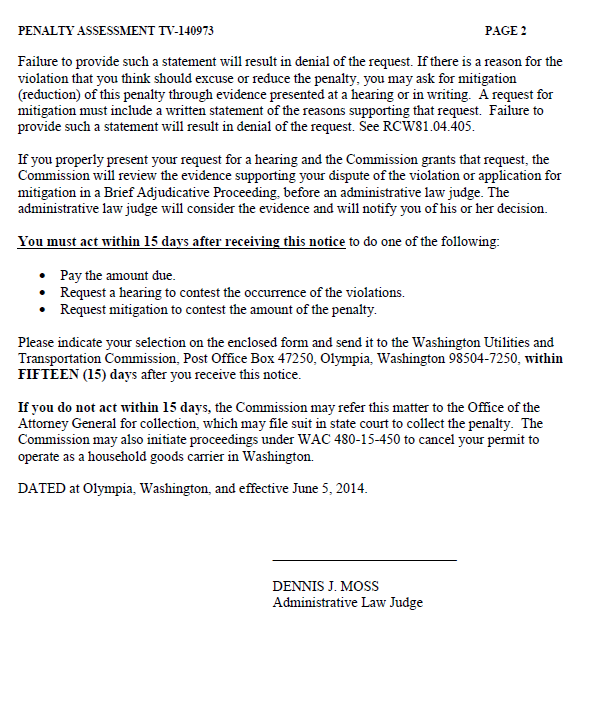 PENALTY ASSESSMENT TV-140973 PAGE 2
Failure to provide such a statement will result in denial of the request. If there is a reason for the
violation that you think should excuse or reduce the penalty, you may ask for mitigation
(reduction) of this penalty through evidence presented at a hearing or in writing.  A request for
mitigation must include a written statement of the reasons supporting that request.  Failure to
provide such a statement will result in denial of the request. See RCW81.04.405.
If you properly present your request for a hearing and the Commission grants that request, the
Commission will review the evidence supporting your dispute of the violation or application for
mitigation in a Brief Adjudicative Proceeding, before an administrative law judge. The
administrative law judge will consider the evidence and will notify you of his or her decision.
You must act within 15 days after receiving this notice to do one of the following:
• Pay the amount due.
• Request a hearing to contest the occurrence of the violations.
• Request mitigation to contest the amount of the penalty.
Please indicate your selection on the enclosed form and send it to the Washington Utilities and
Transportation Commission, Post Office Box 47250, Olympia, Washington 98504-7250, within
FIFTEEN (15) days after you receive this notice.
If you do not act within 15 days, the Commission may refer this matter to the Office of the
Attorney General for collection, which may file suit in state court to collect the penalty.  The
Commission may also initiate proceedings under WAC 480-15-450 to cancel your permit to
operate as a household goods carrier in Washington.
DATED at Olympia, Washington, and effective June 5, 2014.
DENNIS J. MOSS
Administrative Law Judge